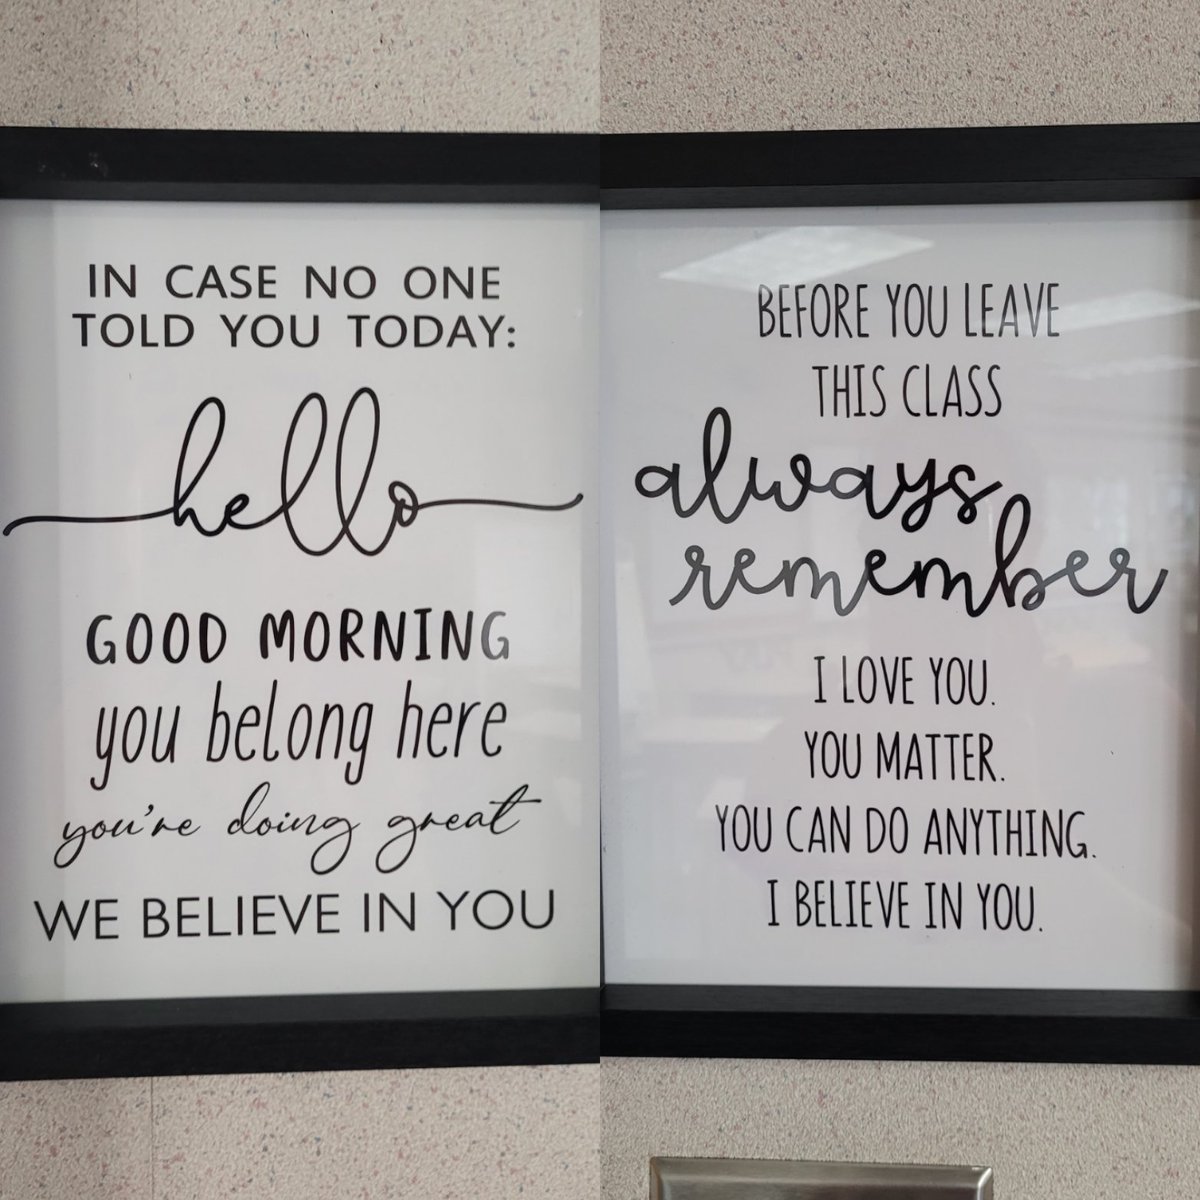 IN CASE NO ONE
TOLD YOU TODAY:
hello
GOOD MORNING
you belong here
you're doing great
WE BELIEVE IN YOU
BEFORE YOU LEAVE
THIS CLASS
always
remember
I LOVE YOU.
YOU MATTER.
YOU CAN DO ANYTHING.
I BELIEVE IN YOU.